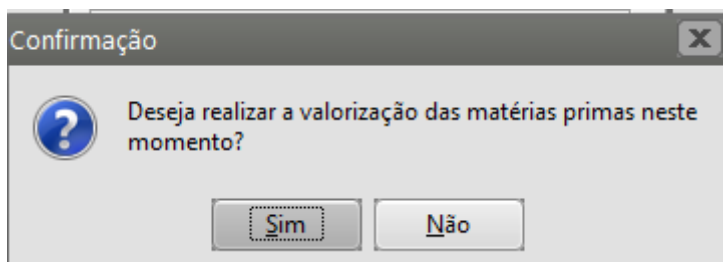 Confirmação
Deseja realizar a valorização das matérias primas neste
momento?
Sim
Não